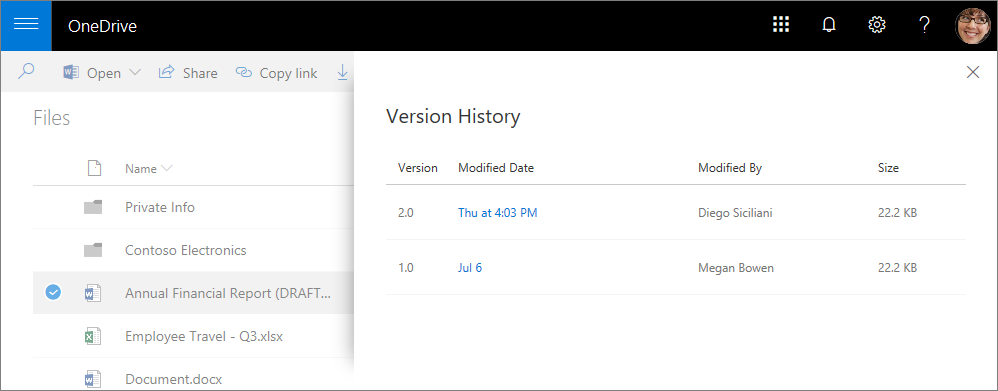 OneDrive
?
Open Share Copy link
Files
Name
Private Info
Contoso Electronics
Annual Financial Report (DRAFT...
Employee Travel - Q3.xlsx
Document.docx
Version History
Version Modified Date Modified By Size
2.0 Thu at 4:03 PM Diego Siciliani 22.2 KB
1.0 Jul 6 Megan Bowen 22.2 KB